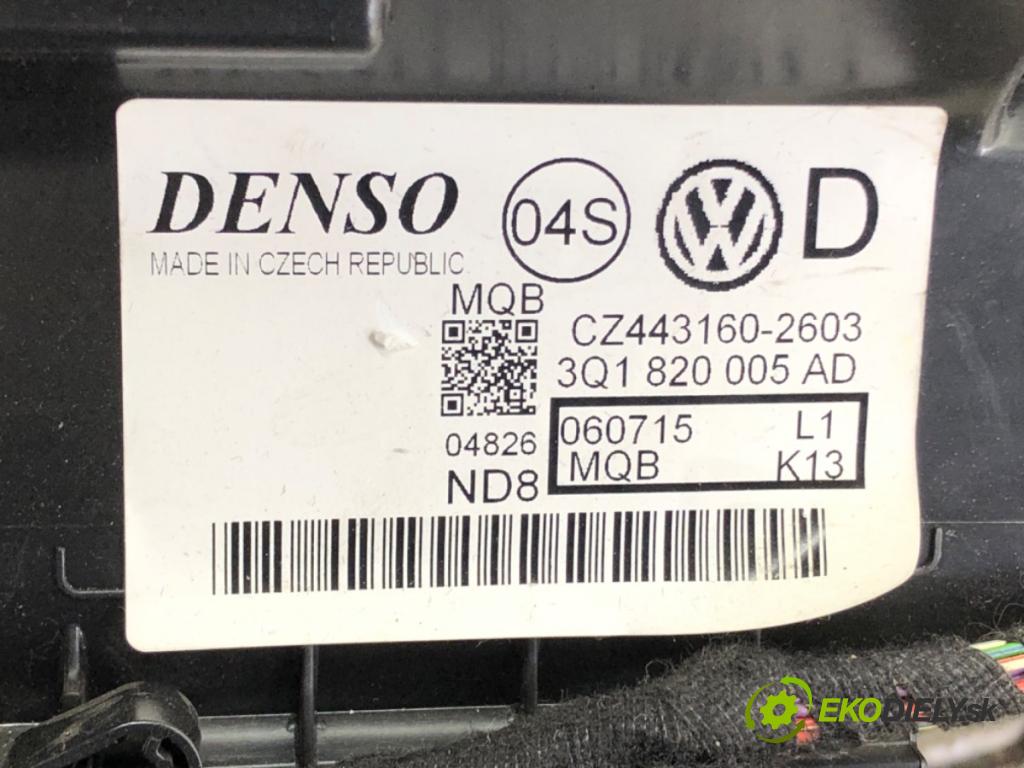 DENSO 04S D
MADE IN CZECH REPUBLIC
MQB
CZ443160-2603
3Q1 820 005 AD
04826
060715 L1
ND8
MQB K13
EKODIELY.sk